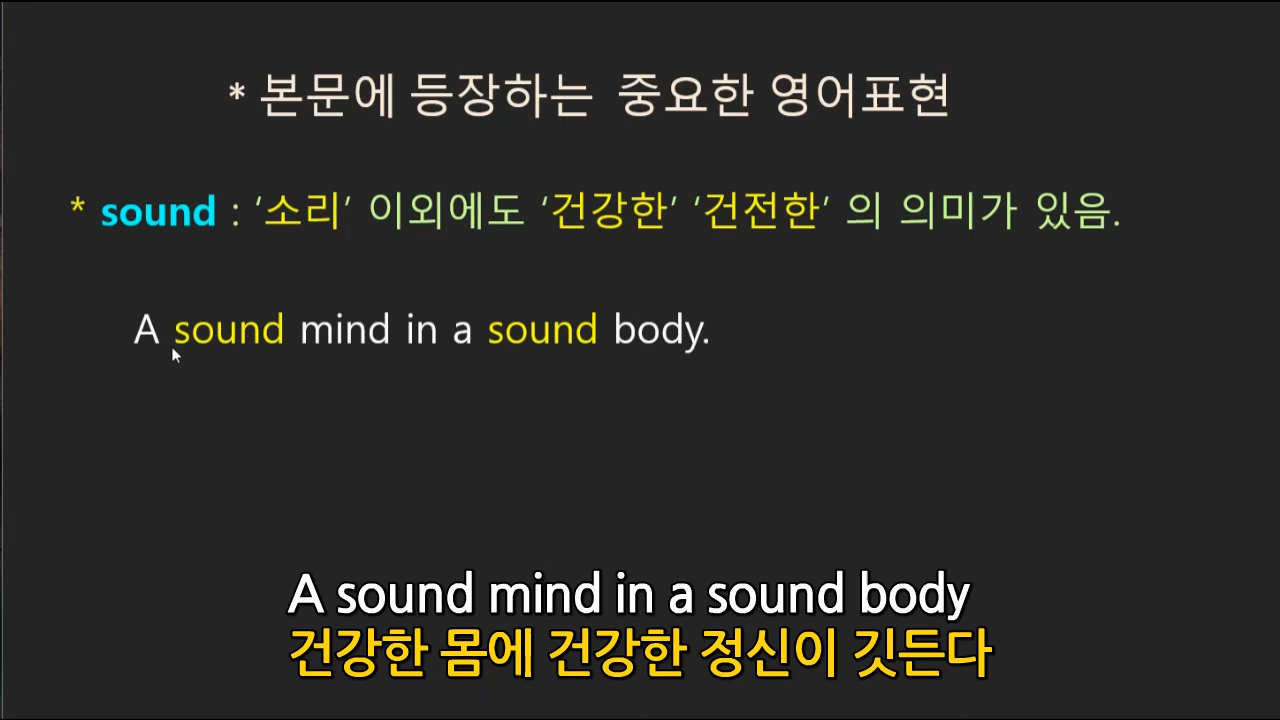 * 본문에 등장하는 중요한 영어표현
* sound : ‘소리’ 이외에도 ‘건강한’ ‘건전한’ 의 의미가 있음.
A sound mind in a sound body.
A sound mind in a sound body
건강한 몸에 건강한 정신이 깃든다